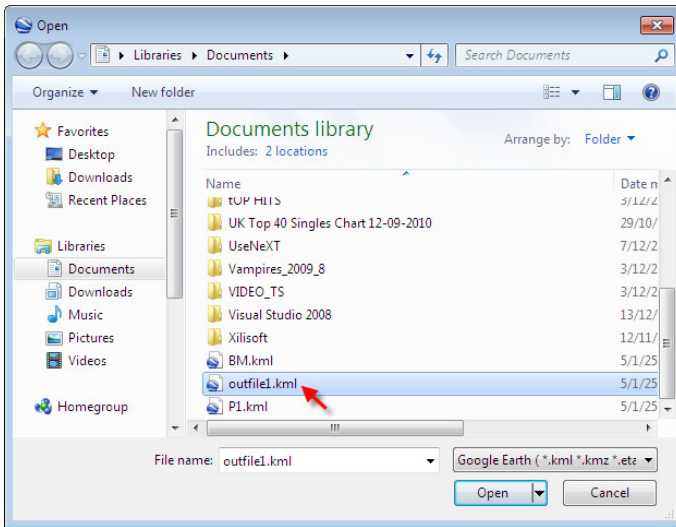 Open
Libraries Documents
Search Documents
Organize New folder
Favorites
Desktop
Downloads
Recent Places
Libraries
Documents
Downloads
Music
Pictures
Videos
Homegroup
Documents library
Includes: 2 locations
Arrange by: Folder
Name Date n
tOP HITS 3/12/2
UK Top 40 Singles Chart 12-09-2010 29/10/
UseNeXT 7/12/2
Vampires_2009_8 3/12/2
VIDEO_TS 3/12/2
Visual Studio 2008 13/12/
Xilisoft 12/11/
BM.kml 5/1/25
outfile1.kml 5/1/25
P1.kml 5/1/25
File name: outfile1.kml Google Earth ( *.kml *.kmz *.eta
Open Cancel